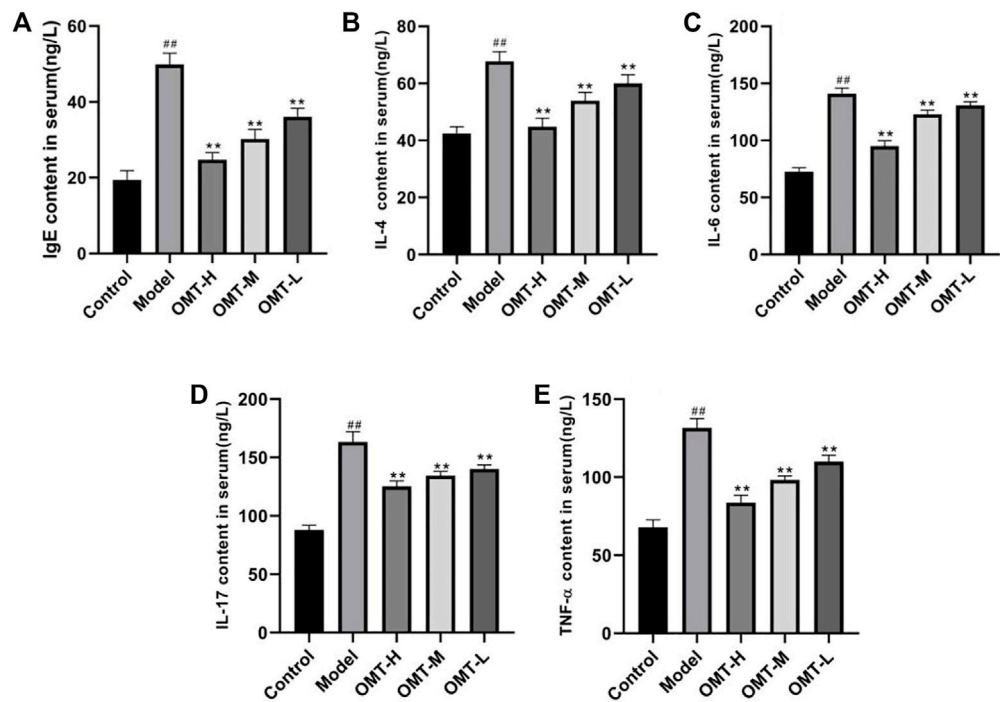 A
IgE content in serum(ng/L)
60
40
20
0
##
**
**
**
Control
Model
OMT-H
OMT-M
OMT-L
B
IL-4 content in serum(ng/L)
80
60
40
20
0
##
**
**
**
Control
Model
OMT-H
OMT-M
OMT-L
C
IL-6 content in serum(ng/L)
200
150
100
50
0
##
**
**
**
Control
Model
OMT-H
OMT-M
OMT-L
D
IL-17 content in serum(ng/L)
200
150
100
50
0
##
**
**
**
Control
Model
OMT-H
OMT-M
OMT-L
E
TNF-α content in serum(ng/L)
150
100
50
0
##
**
**
**
Control
Model
OMT-H
OMT-M
OMT-L